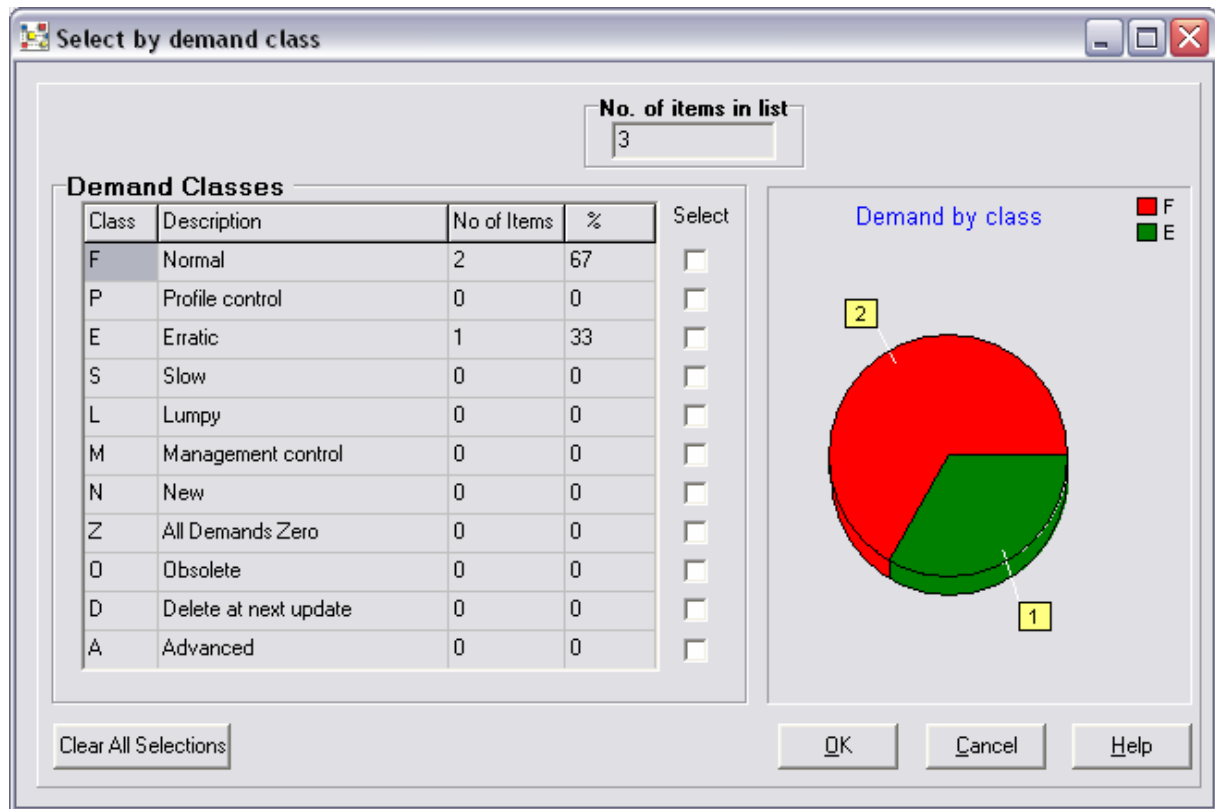 Select by demand class
No. of items in list
3
Demand Classes
Class Description No of Items % Select
F Normal 2 67
P Profile control 0 0
E Erratic 1 33
S Slow 0 0
L Lumpy 0 0
M Management control 0 0
N New 0 0
Z All Demands Zero 0 0
O Obsolete 0 0
D Delete at next update 0 0
A Advanced 0 0
Demand by class
F
E
2
1
Clear All Selections OK Cancel Help